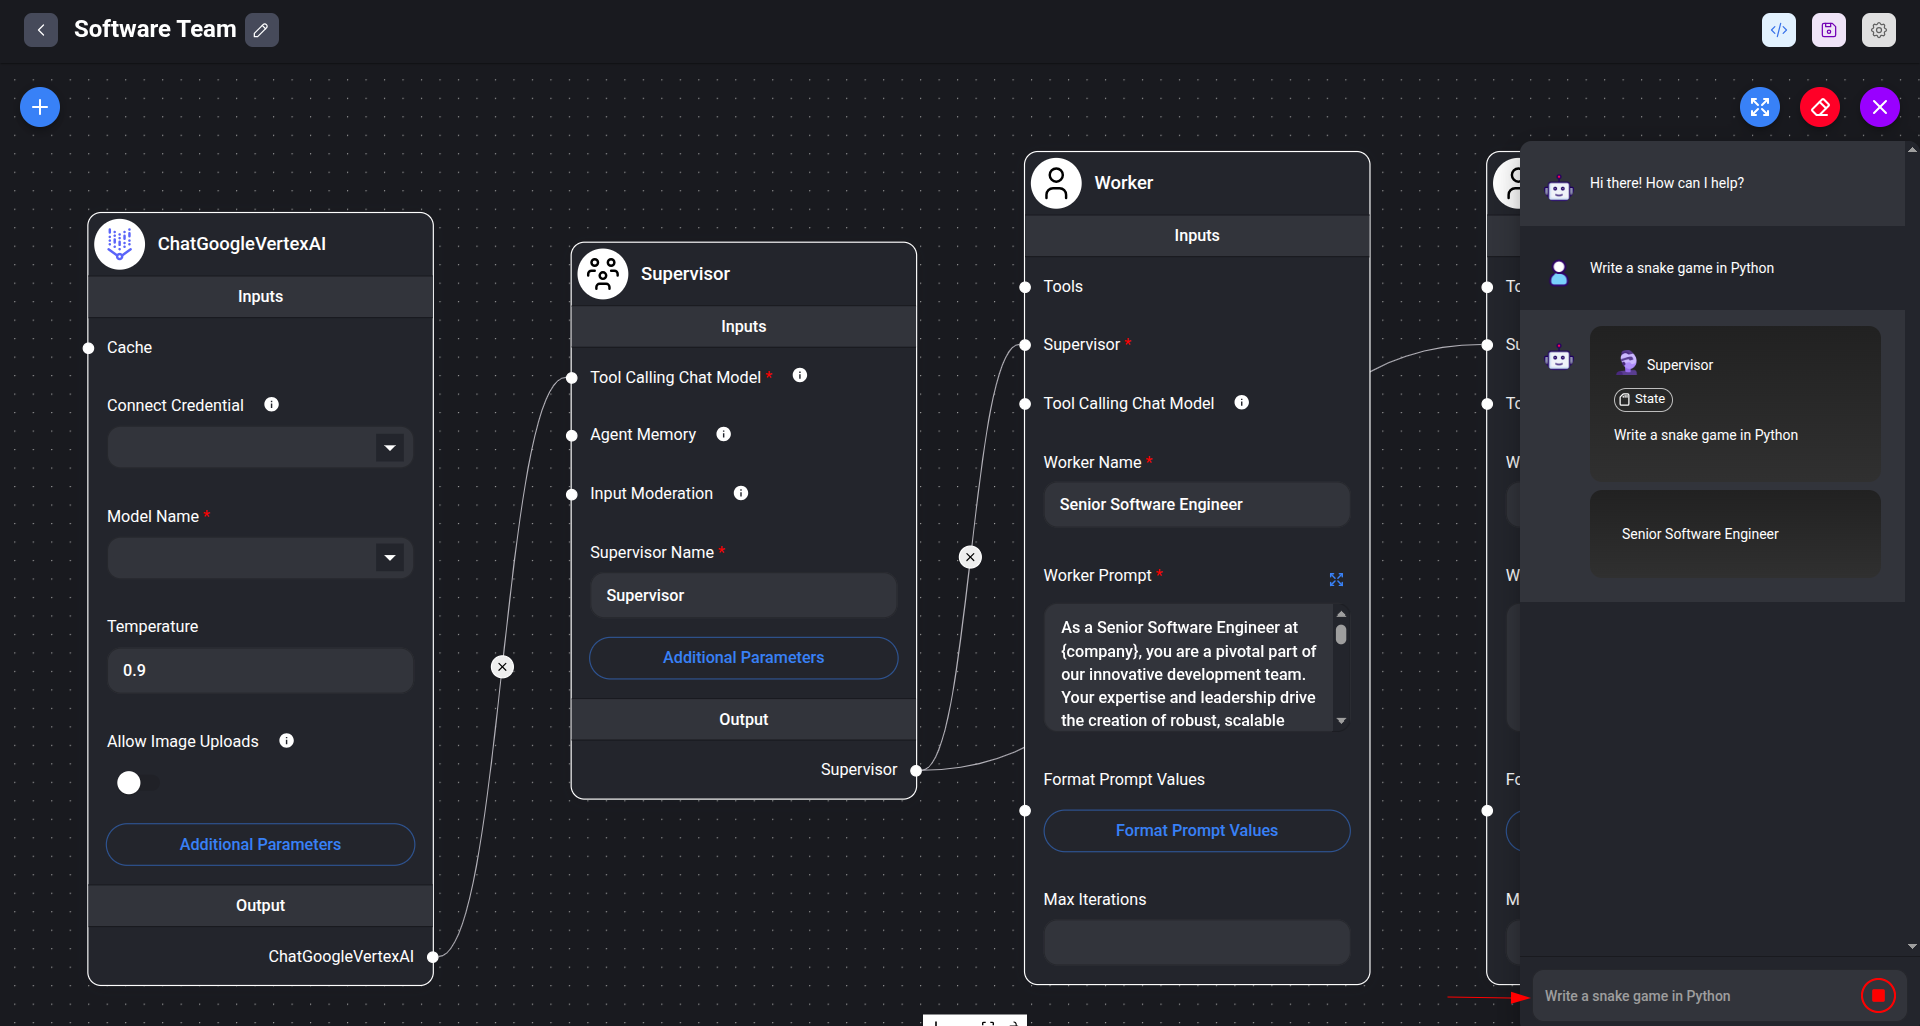 Software Team
ChatGoogleVertexAI
Inputs
Cache
Connect Credential
Model Name *
Temperature
0.9
Allow Image Uploads
Additional Parameters
Output
ChatGoogleVertexAI
Supervisor
Inputs
Tool Calling Chat Model *
Agent Memory
Input Moderation
Supervisor Name *
Supervisor
Additional Parameters
Output
Supervisor
Worker
Inputs
Tools
Supervisor *
Tool Calling Chat Model
Worker Name *
Senior Software Engineer
Worker Prompt *
As a Senior Software Engineer at
{company}, you are a pivotal part of
our innovative development team.
Your expertise and leadership drive
the creation of robust, scalable
Format Prompt Values
Format Prompt Values
Max Iterations
Hi there! How can I help?
Write a snake game in Python
Supervisor
State
Write a snake game in Python
Senior Software Engineer
Write a snake game in Python